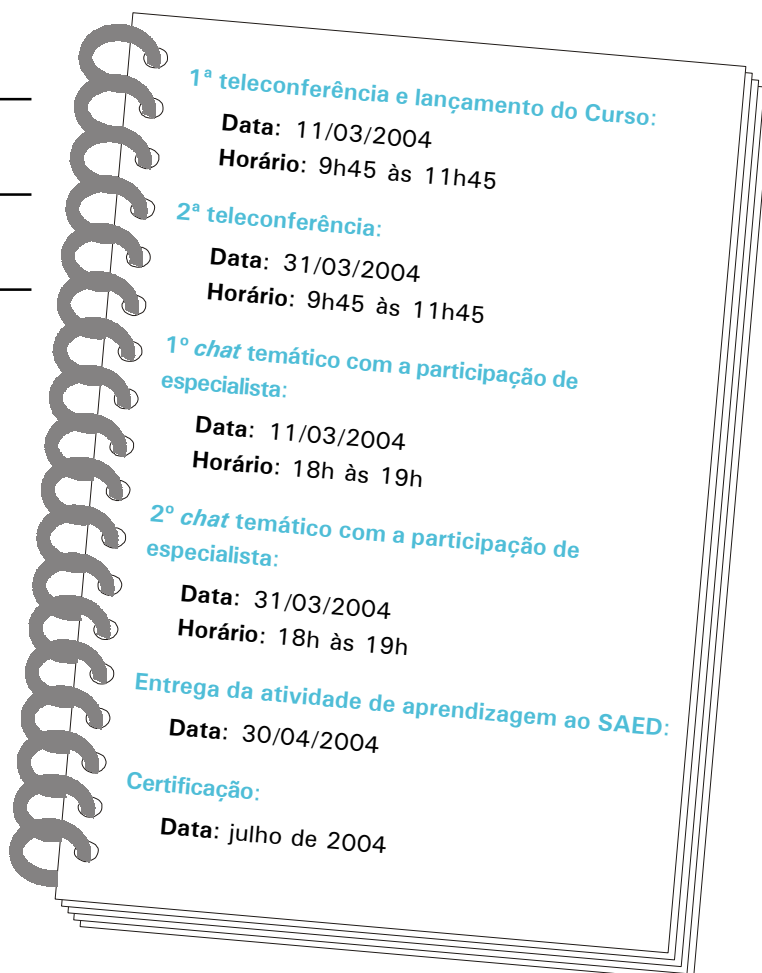 1ª teleconferência e lançamento do Curso:
Data: 11/03/2004
Horário: 9h45 às 11h45
2ª teleconferência:
Data: 31/03/2004
Horário: 9h45 às 11h45
1º chat temático com a participação de
especialista:
Data: 11/03/2004
Horário: 18h às 19h
2º chat temático com a participação de
especialista:
Data: 31/03/2004
Horário: 18h às 19h
Entrega da atividade de aprendizagem ao SAED:
Data: 30/04/2004
Certificação:
Data: julho de 2004